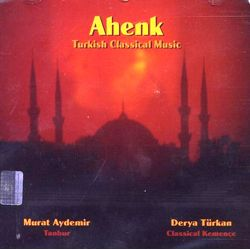 Ahenk
Turkish Classical Music
Murat Aydemir
Tanbur
Derya Türkan
Classical Kemençe